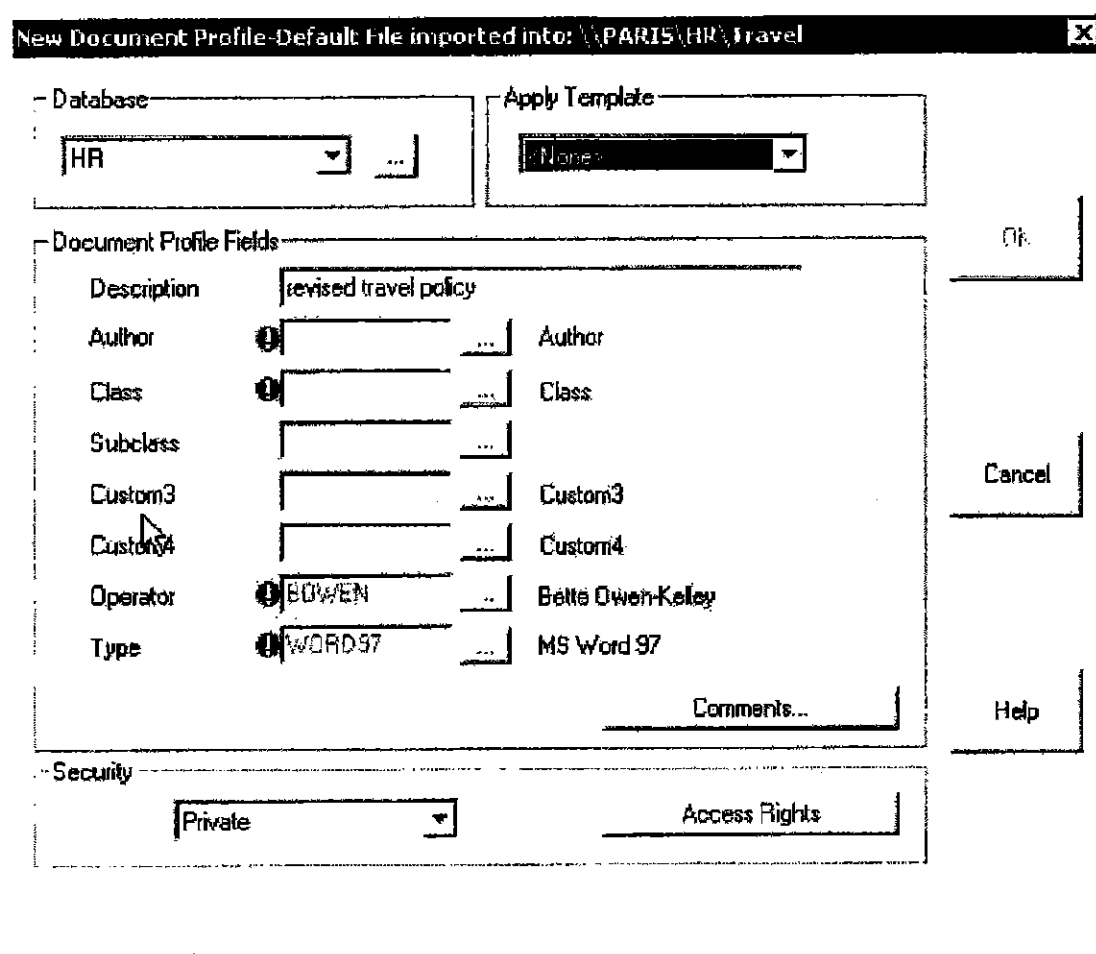 New Document Profile-Default File imported into: \\PARIS\HR\Travel
Database
HR
...
Apply Template
<None>
Document Profile Fields
Description revised travel policy
Author ... Author
Class ... Class
Subclass ...
Custom3 ... Custom3
Custom4 ... Custom4
Operator BOWEN ... Bette Owen-Kelley
Type WORD97 ... MS Word 97
Comments...
Security
Private
Access Rights
OK
Cancel
Help